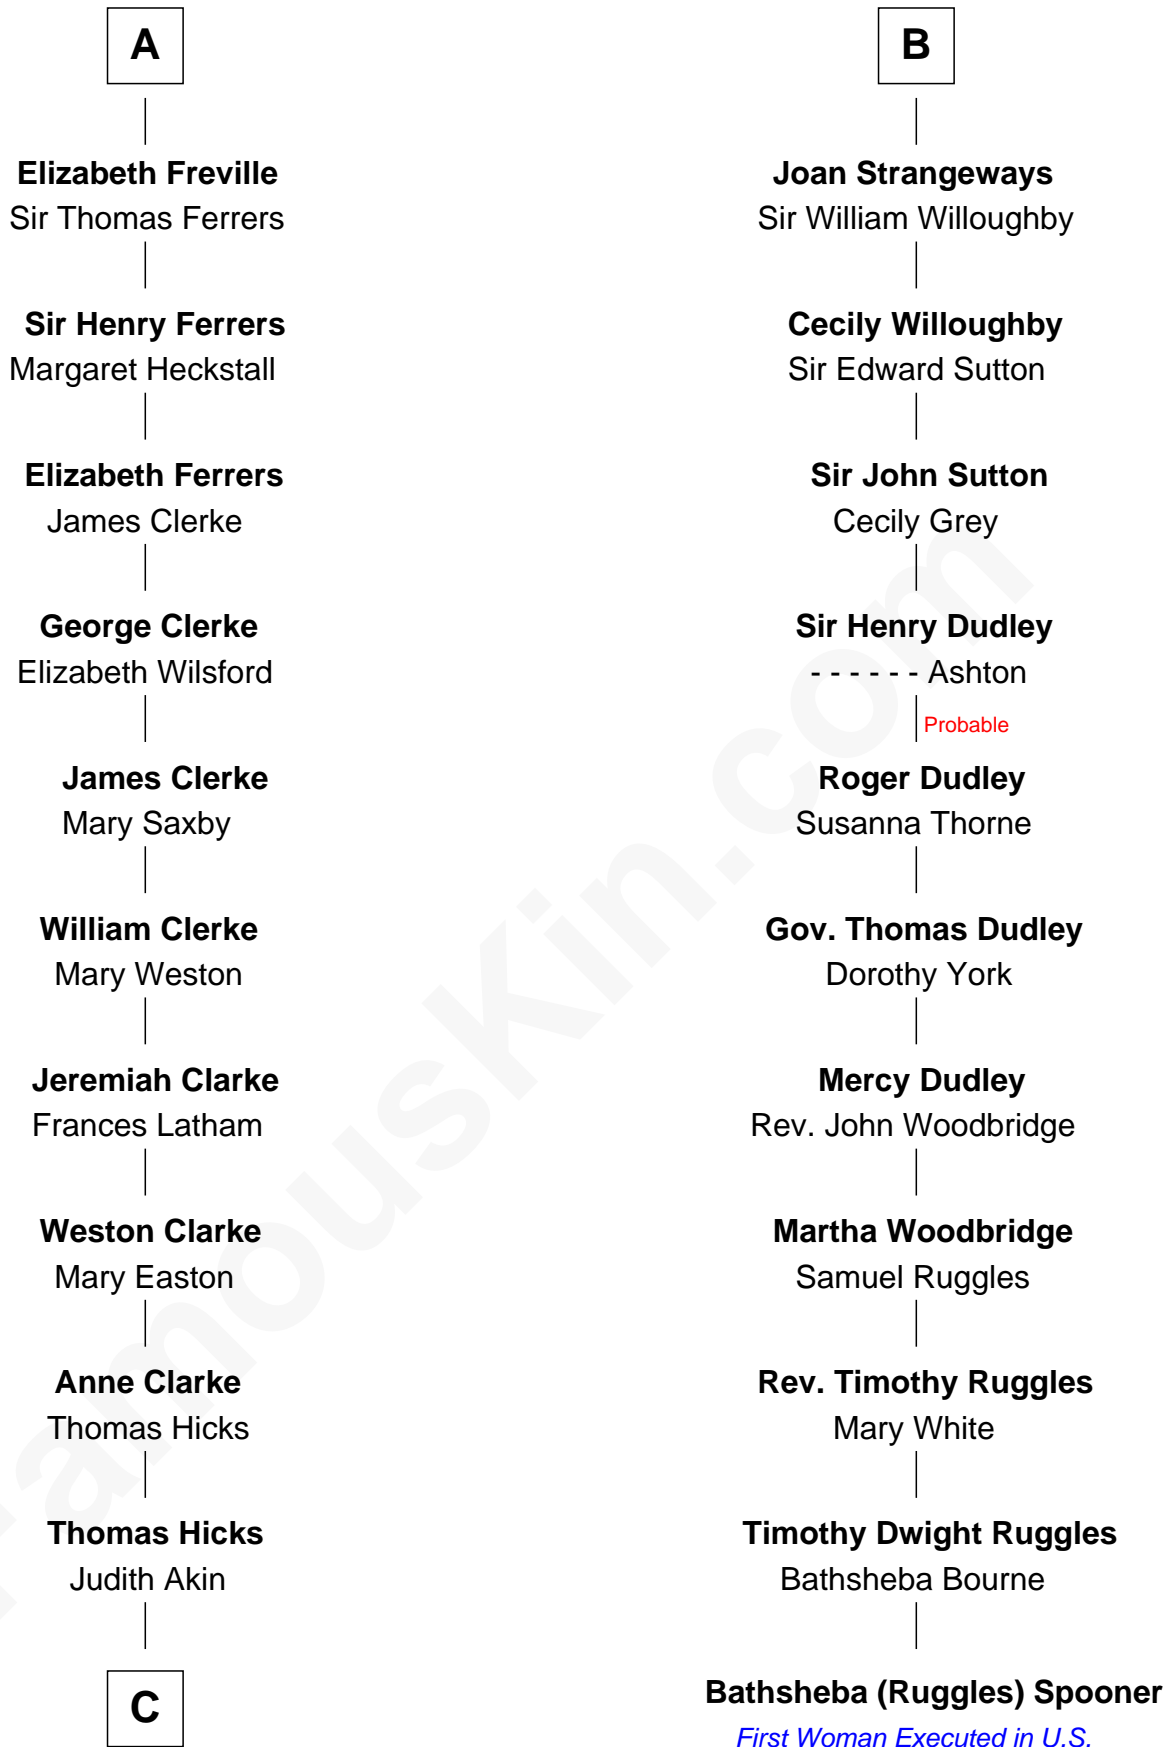 A
Elizabeth Freville
Sir Thomas Ferrers
Sir Henry Ferrers
Margaret Heckstall
Elizabeth Ferrers
James Clerke
George Clerke
Elizabeth Wilsford
James Clerke
Mary Saxby
William Clerke
Mary Weston
Jeremiah Clarke
Frances Latham
Weston Clarke
Mary Easton
Anne Clarke
Thomas Hicks
Thomas Hicks
Judith Akin
C
B
Joan Strangeways
Sir William Willoughby
Cecily Willoughby
Sir Edward Sutton
Sir John Sutton
Cecily Grey
Sir Henry Dudley
- - - - - - Ashton
Probable
Roger Dudley
Susanna Thorne
Gov. Thomas Dudley
Dorothy York
Mercy Dudley
Rev. John Woodbridge
Martha Woodbridge
Samuel Ruggles
Rev. Timothy Ruggles
Mary White
Timothy Dwight Ruggles
Bathsheba Bourne
Bathsheba (Ruggles) Spooner
First Woman Executed in U.S.
FamousKin.com